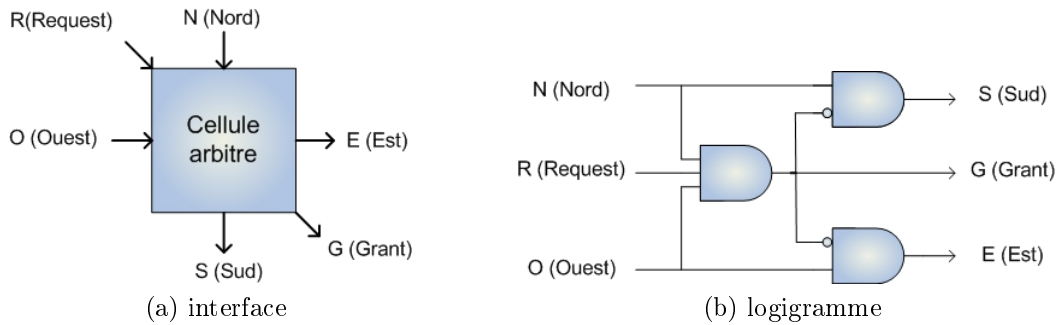 R(Request)
N (Nord)
O (Ouest)
Cellule
arbitre
E (Est)
G (Grant)
S (Sud)
(a) interface
N (Nord)
S (Sud)
R (Request)
G (Grant)
O (Ouest)
E (Est)
(b) logigramme